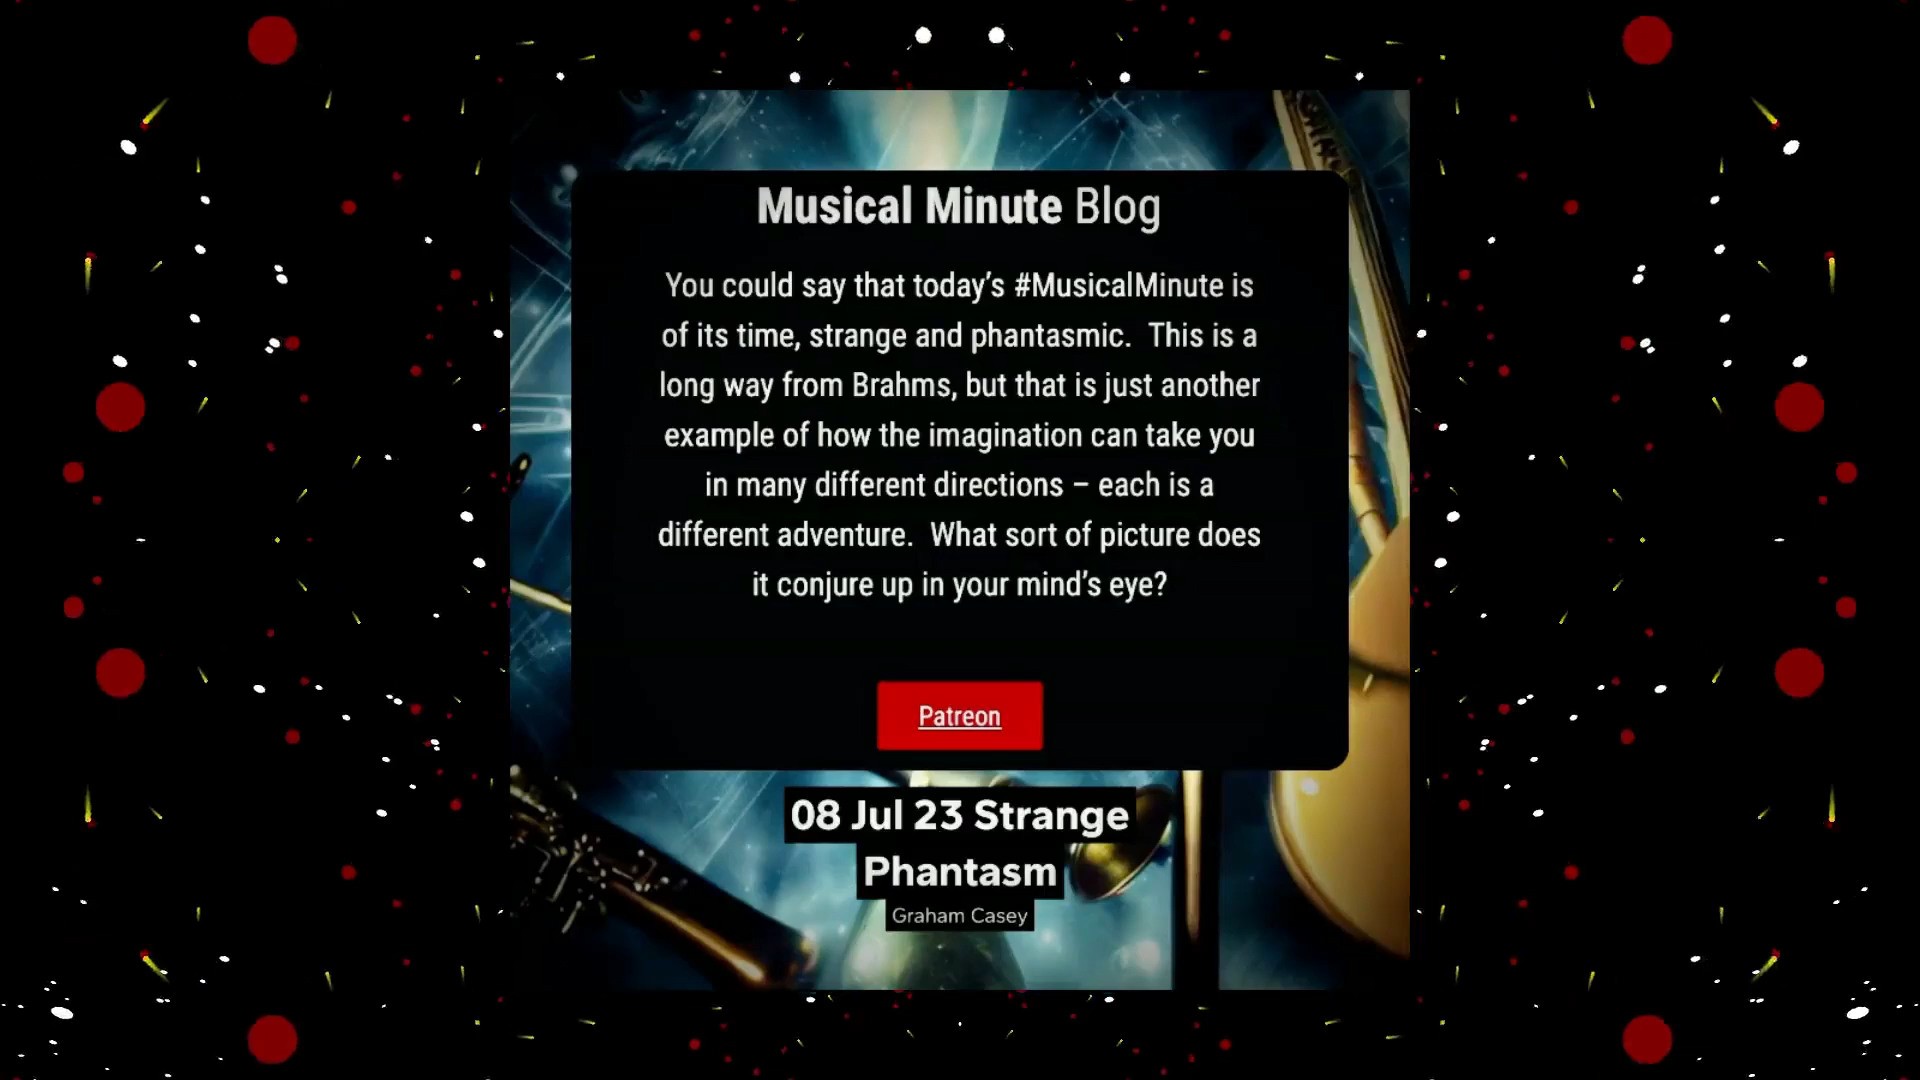 Musical Minute Blog
You could say that today’s #MusicalMinute is
of its time, strange and phantasmic.  This is a
long way from Brahms, but that is just another
example of how the imagination can take you
in many different directions – each is a
different adventure.  What sort of picture does
it conjure up in your mind’s eye?
Patreon
08 Jul 23 Strange
Phantasm
Graham Casey